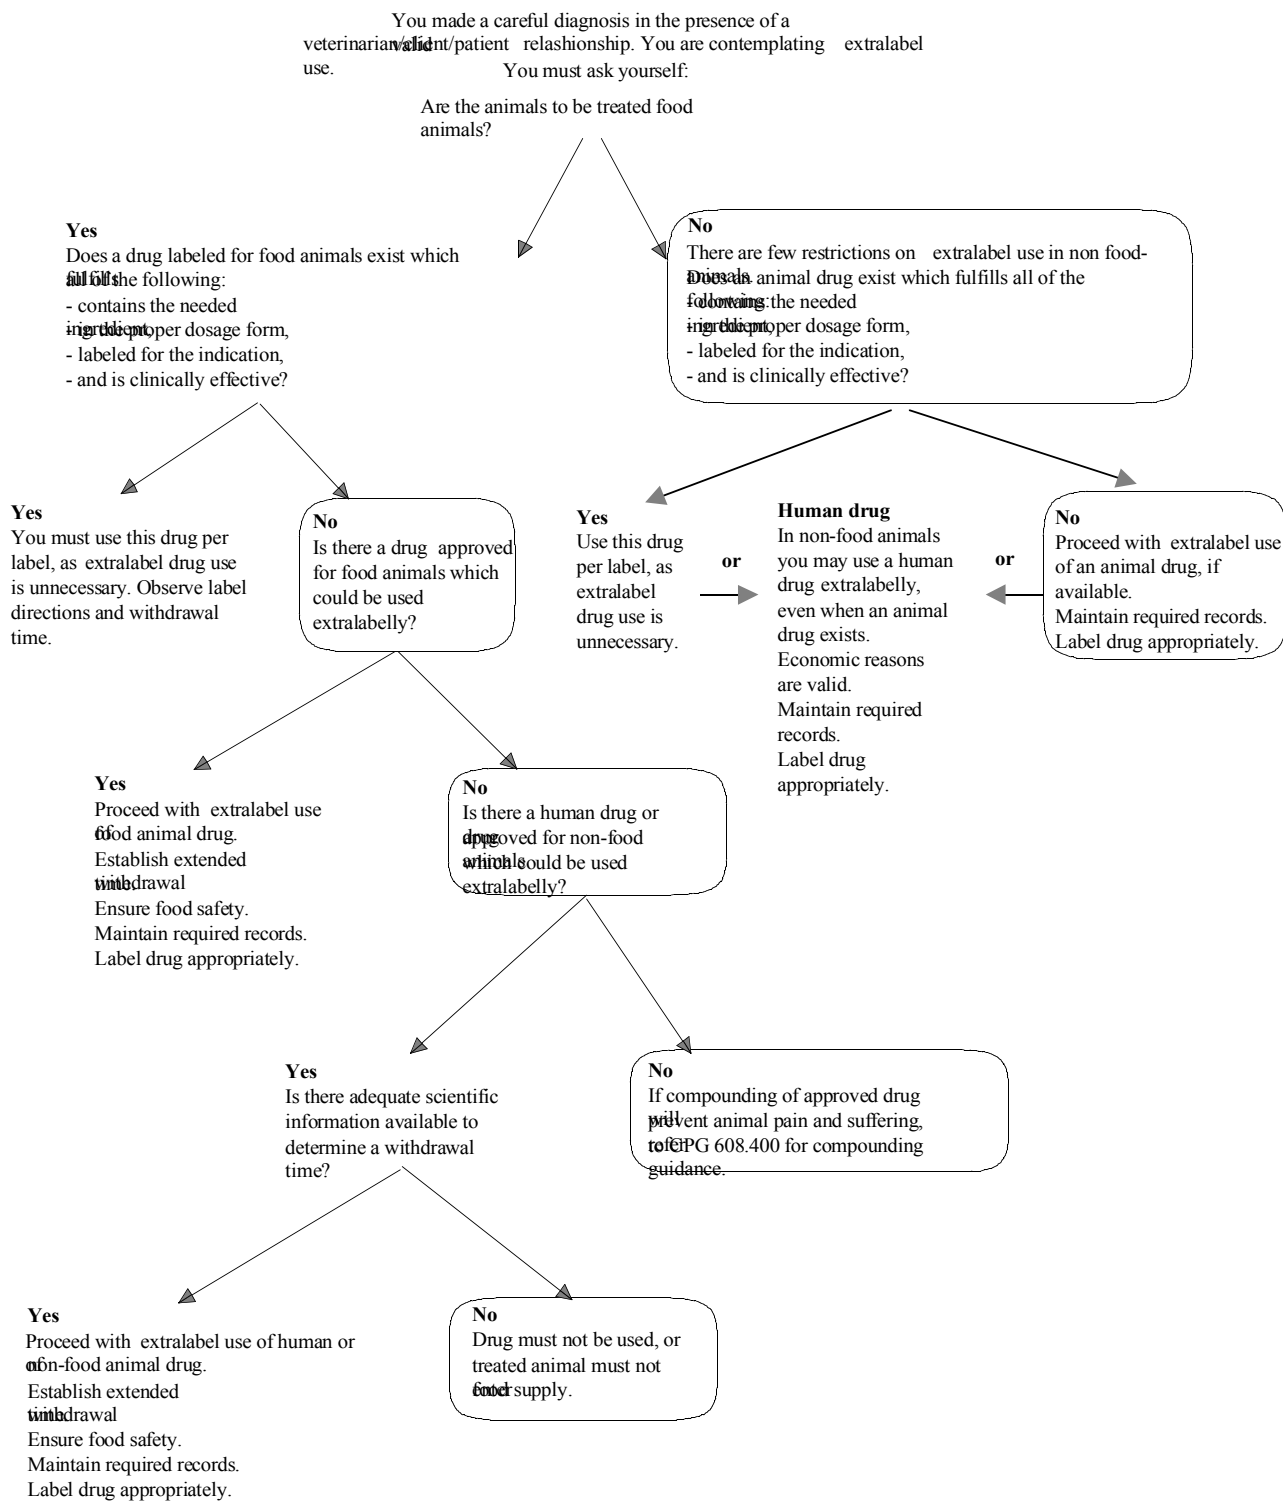 You made a careful diagnosis in the presence of a
valid
veterinarian/client/patient relashionship. You are contemplating extralabel
use.
You must ask yourself:
Are the animals to be treated food
animals?
Yes
Does a drug labeled for food animals exist which
fulfills
all of the following:
- contains the needed
ingredient,
- in the proper dosage form,
- labeled for the indication,
- and is clinically effective?
No
There are few restrictions on extralabel use in non food-
animals.
Does an animal drug exist which fulfills all of the
following:
- contains the needed
ingredient,
- in the proper dosage form,
- labeled for the indication,
- and is clinically effective?
Yes
You must use this drug per
label, as extralabel drug use
is unnecessary. Observe label
directions and withdrawal
time.
No
Is there a drug approved
for food animals which
could be used
extralabelly?
Yes
Use this drug
per label, as
extralabel
drug use is
unnecessary.
or
Human drug
In non-food animals
you may use a human
drug extralabelly,
even when an animal
drug exists.
Economic reasons
are valid.
Maintain required
records.
Label drug
appropriately.
or
No
Proceed with extralabel use
of an animal drug, if
available.
Maintain required records.
Label drug appropriately.
Yes
Proceed with extralabel use
of
food animal drug.
Establish extended
withdrawal
time.
Ensure food safety.
Maintain required records.
Label drug appropriately.
No
Is there a human drug or
drug
approved for non-food
animals
which could be used
extralabelly?
Yes
Is there adequate scientific
information available to
determine a withdrawal
time?
No
If compounding of approved drug
will
prevent animal pain and suffering,
refer
to CPG 608.400 for compounding
guidance.
Yes
Proceed with extralabel use of human or
of
non-food animal drug.
Establish extended
withdrawal
time.
Ensure food safety.
Maintain required records.
Label drug appropriately.
No
Drug must not be used, or
treated animal must not
enter
food supply.